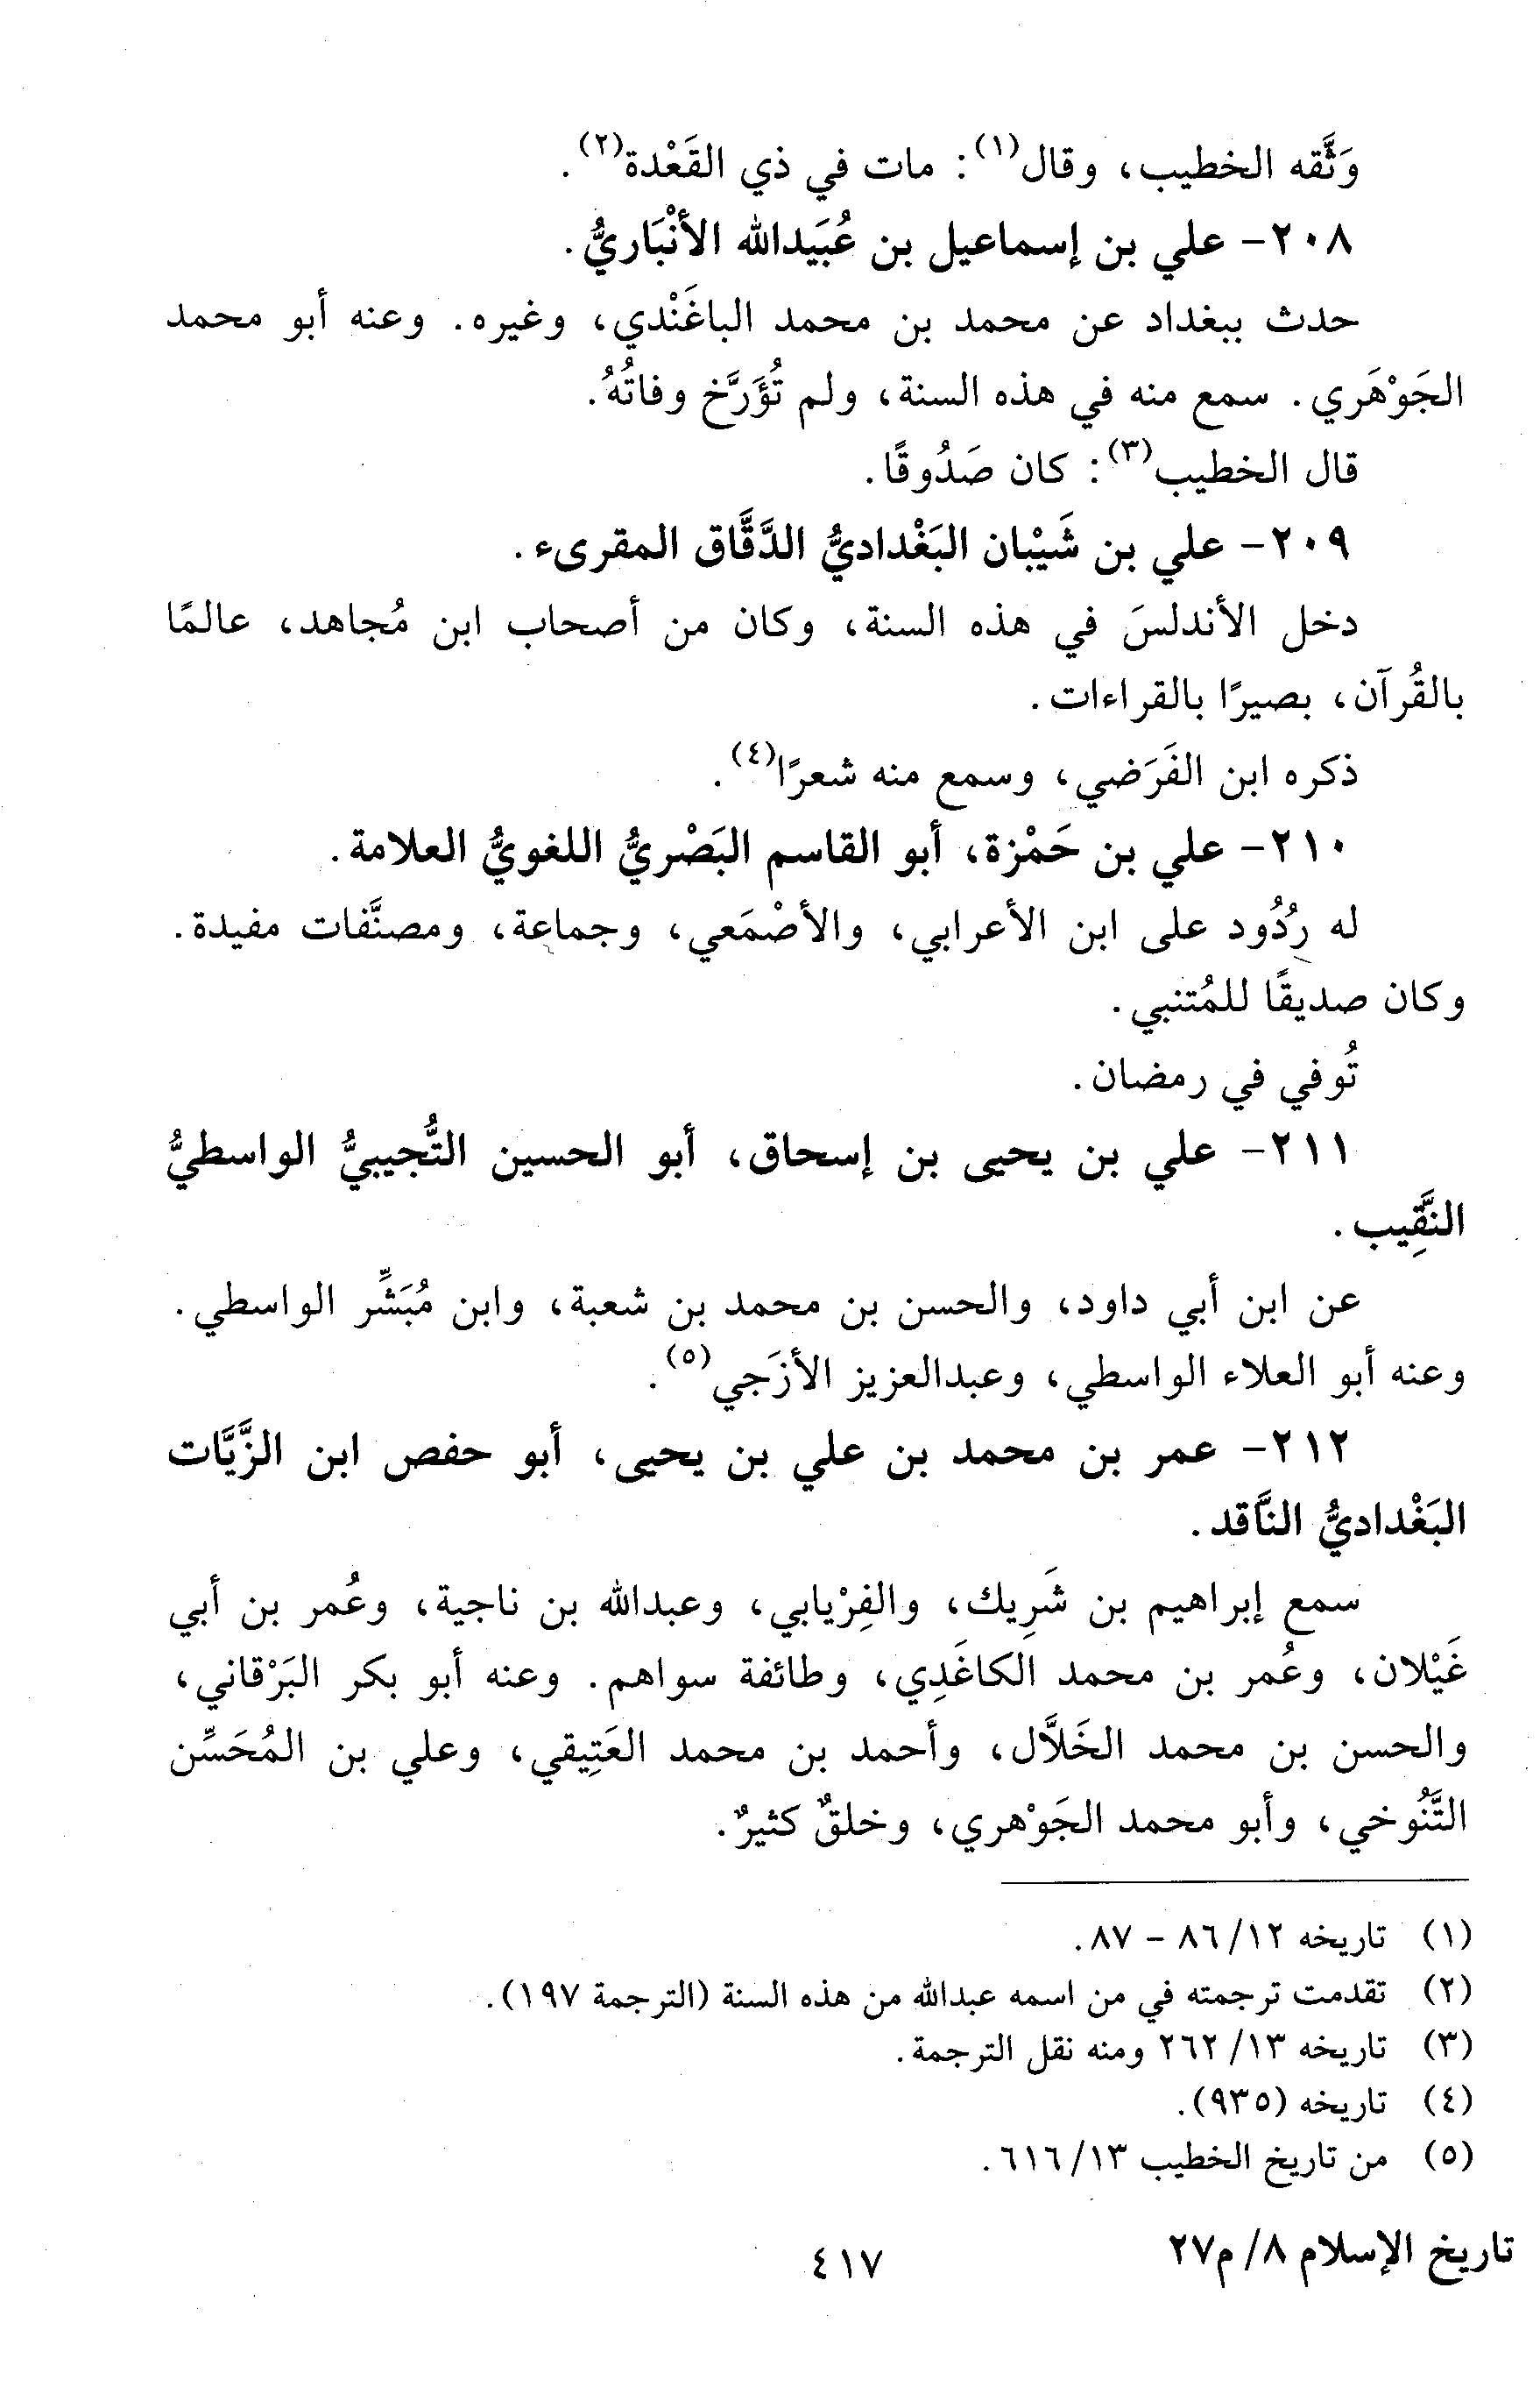 وَثَّقه الخطيب، وقال(١): مات في ذي القَعْدة(٢).
٢٠٨- علي بن إسماعيل بن عُبَيدالله الأنْبَاريُّ.
حدث ببغداد عن محمد بن محمد الباغَنْدي، وغيره. وعنه أبو محمد
الجَوْهَري. سمع منه في هذه السنة، ولم تُؤَرَّخ وفاتُهُ.
قال الخطيب(٣): كان صَدُوقًا.
٢٠٩- علي بن شَيْبان البَغْداديُّ الدَّقَّاق المقرىء.
دخل الأندلسَ في هذه السنة، وكان من أصحاب ابن مُجاهد، عالمًا
بالقُرآن، بصيرًا بالقراءات.
ذكره ابن الفَرَضي، وسمع منه شعرًا(٤).
٢١٠- علي بن حَمْزة، أبو القاسم البَصْريُّ اللغويُّ العلامة.
له رُدُود على ابن الأعرابي، والأصْمَعي، وجماعة، ومصنَّفات مفيدة.
وكان صديقًا للمُتنبي.
تُوفي في رمضان.
٢١١- علي بن يحيى بن إسحاق، أبو الحسين التُّجيبيُّ الواسطيُّ
النَّقِيب.
عن ابن أبي داود، والحسن بن محمد بن شعبة، وابن مُبَشِّر الواسطي.
وعنه أبو العلاء الواسطي، وعبدالعزيز الأزَجي(٥).
٢١٢- عمر بن محمد بن علي بن يحيى، أبو حفص ابن الزَّيَّات
البَغْداديُّ النَّاقد.
سمع إبراهيم بن شَرِيك، والفِرْيابي، وعبدالله بن ناجية، وعُمر بن أبي
غَيْلان، وعُمر بن محمد الكاغَدِي، وطائفة سواهم. وعنه أبو بكر البَرْقاني،
والحسن بن محمد الخَلاَّل، وأحمد بن محمد العَتِيقي، وعلي بن المُحَسِّن
التَّنُوخي، وأبو محمد الجَوْهري، وخلقٌ كثيرٌ.
(١) تاريخه ١٢/ ٨٦ - ٨٧.
(٢) تقدمت ترجمته في من اسمه عبدالله من هذه السنة (الترجمة ١٩٧).
(٣) تاريخه ١٣/ ٢٦٢ ومنه نقل الترجمة.
(٤) تاريخه (٩٣٥).
(٥) من تاريخ الخطيب ١٣/ ٦١٦.
تاريخ الإسلام ٨/ م٢٧
٤١٧